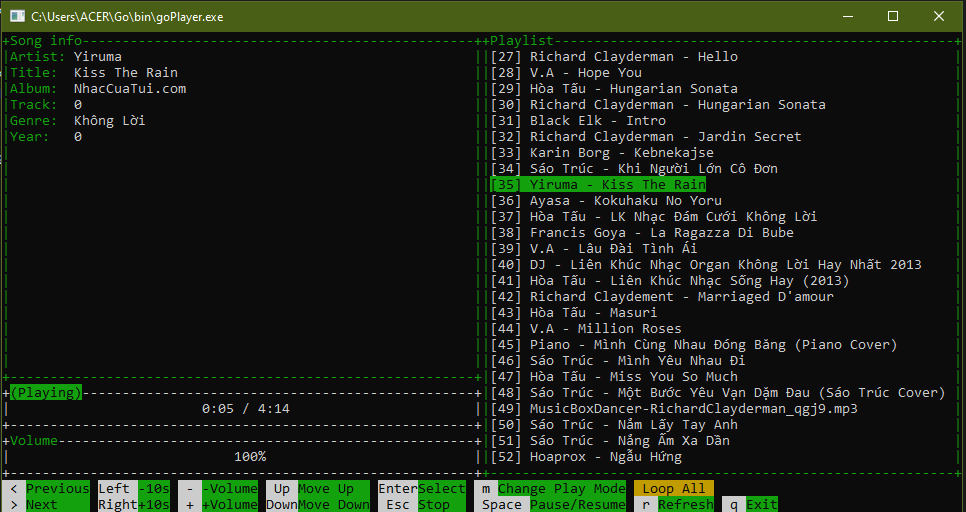 C:\Users\ACER\Go\bin\goPlayer.exe
Song info
Artist: Yiruma
Title: Kiss The Rain
Album: NhacCuaTui.com
Track: 0
Genre: Không Lời
Year: 0
(Playing)
0:05 / 4:14
Volume
100%
Playlist
[27] Richard Clayderman - Hello
[28] V.A - Hope You
[29] Hòa Tấu - Hungarian Sonata
[30] Richard Clayderman - Hungarian Sonata
[31] Black Elk - Intro
[32] Richard Clayderman - Jardin Secret
[33] Karin Borg - Kebnekajse
[34] Sáo Trúc - Khi Người Lớn Cô Đơn
[35] Yiruma - Kiss The Rain
[36] Ayasa - Kokuhaku No Yoru
[37] Hòa Tấu - LK Nhạc Đám Cưới Không Lời
[38] Francis Goya - La Ragazza Di Bube
[39] V.A - Lâu Đài Tình Ái
[40] DJ - Liên Khúc Nhạc Organ Không Lời Hay Nhất 2013
[41] Hòa Tấu - Liên Khúc Nhạc Sống Hay (2013)
[42] Richard Claydement - Marriaged D'amour
[43] Hòa Tấu - Masuri
[44] V.A - Million Roses
[45] Piano - Mình Cùng Nhau Đóng Băng (Piano Cover)
[46] Sáo Trúc - Mình Yêu Nhau Đi
[47] Hòa Tấu - Miss You So Much
[48] Sáo Trúc - Một Bước Yêu Vạn Dặm Đau (Sáo Trúc Cover)
[49] MusicBoxDancer-RichardClayderman_qgj9.mp3
[50] Sáo Trúc - Nắm Lấy Tay Anh
[51] Sáo Trúc - Nắng Ấm Xa Dần
[52] Hoaprox - Ngẫu Hứng
< Previous Left -10s - -Volume Up Move Up Enter Select m Change Play Mode Loop All
> Next Right +10s + +Volume Down Move Down Esc Stop Space Pause/Resume r Refresh q Exit